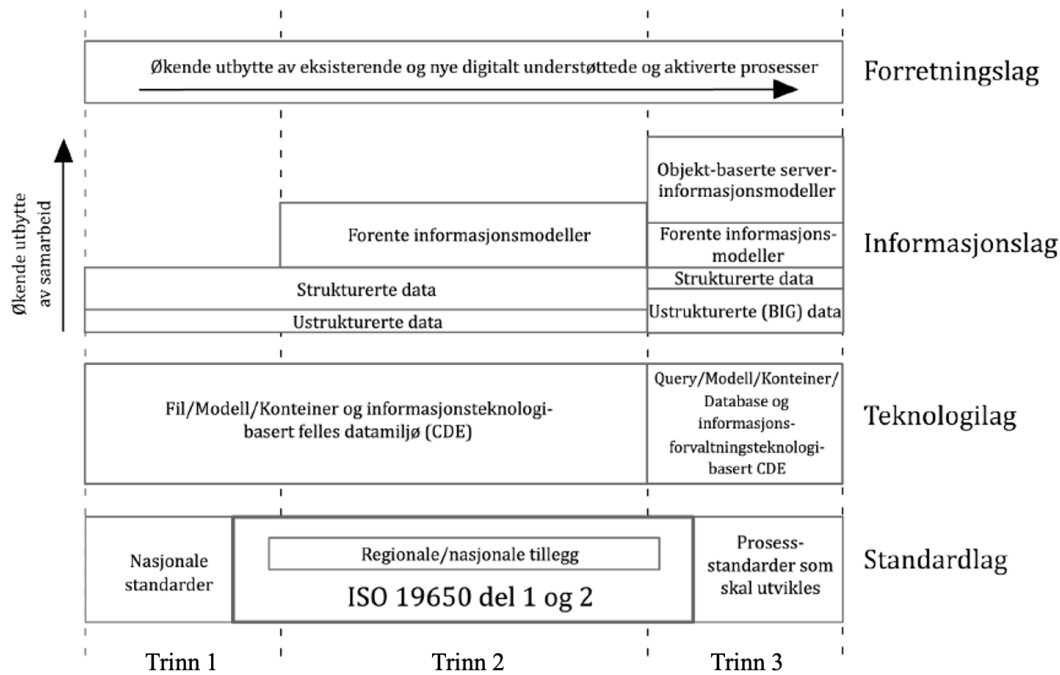 Økende utbytte av eksisterende og nye digitalt understøttede og aktiverte prosesser
Forretningslag
Økende utbytte
av samarbeid
Objekt-baserte server-
informasjonsmodeller
Forente informasjonsmodeller
Forente informasjons-
modeller
Informasjonslag
Strukturerte data
Strukturerte data
Ustrukturerte data
Ustrukturerte (BIG) data
Fil/Modell/Konteiner og informasjonsteknologi-
basert felles datamiljø (CDE)
Query/Modell/Konteiner/
Database og
informasjons-
forvaltningsteknologi-
basert CDE
Teknologilag
Nasjonale
standarder
Regionale/nasjonale tillegg
ISO 19650 del 1 og 2
Prosess-
standarder som
skal utvikles
Standardlag
Trinn 1
Trinn 2
Trinn 3